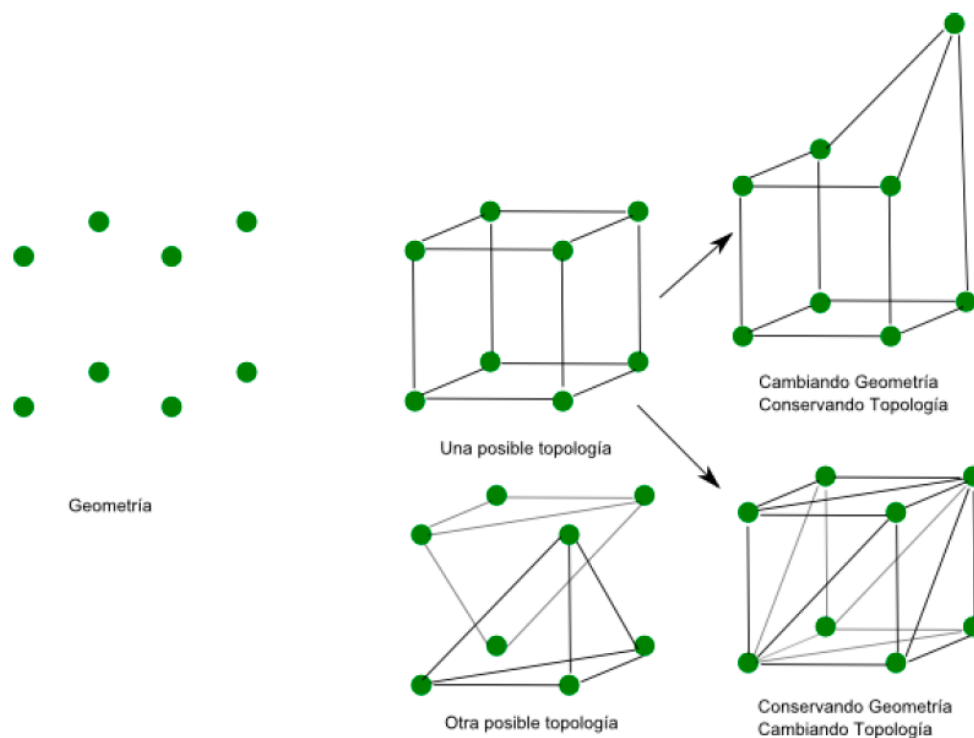 Geometría
Una posible topología
Cambiando Geometría
Conservando Topología
Otra posible topología
Conservando Geometría
Cambiando Topología